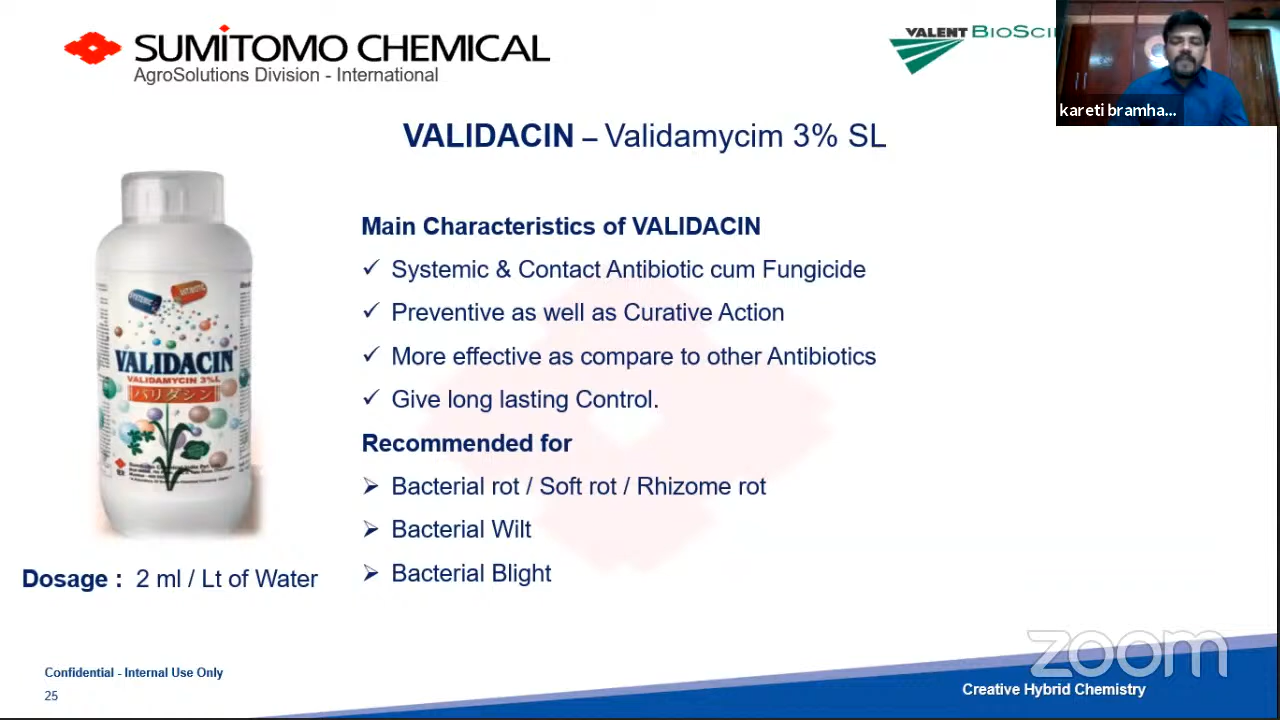 SUMITOMO CHEMICAL
AgroSolutions Division - International
VALENT BIOSCI
kareti bramha...
VALIDACIN – Validamycim 3% SL
SYSTEMIC
ANTIBIOTIC
VALIDACIN
VALIDAMYCIN 3% L
バリダシン
Main Characteristics of VALIDACIN
✓ Systemic & Contact Antibiotic cum Fungicide
✓ Preventive as well as Curative Action
✓ More effective as compare to other Antibiotics
✓ Give long lasting Control.
Recommended for
➢ Bacterial rot / Soft rot / Rhizome rot
➢ Bacterial Wilt
➢ Bacterial Blight
Dosage : 2 ml / Lt of Water
Confidential - Internal Use Only
25
zoom
Creative Hybrid Chemistry